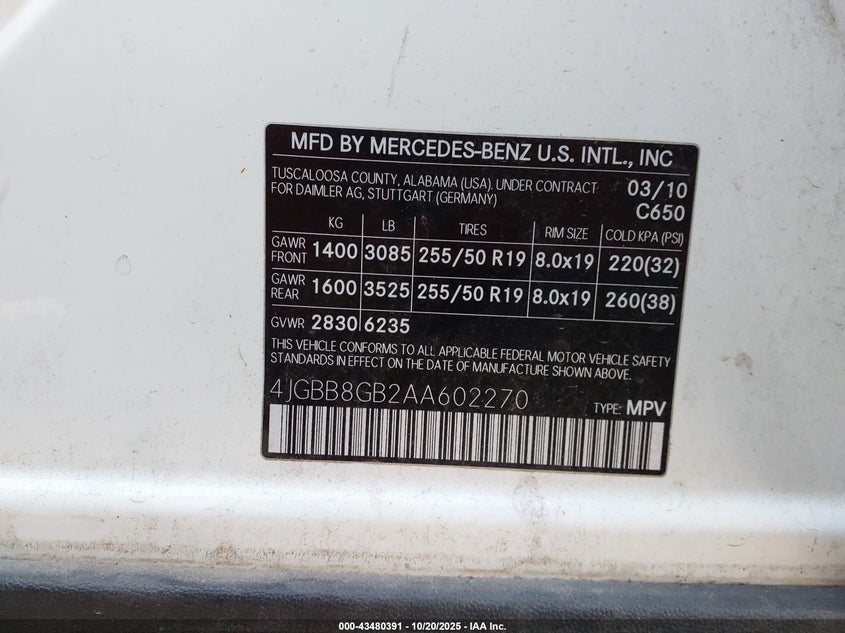 MFD BY MERCEDES-BENZ U.S. INTL., INC
TUSCALOOSA COUNTY, ALABAMA (USA). UNDER CONTRACT
FOR DAIMLER AG, STUTTGART (GERMANY)
03/10
C650
KG LB TIRES RIM SIZE COLD KPA (PSI)
GAWR FRONT 1400 3085 255/50 R19 8.0x19 220(32)
GAWR REAR 1600 3525 255/50 R19 8.0x19 260(38)
GVWR 2830 6235
THIS VEHICLE CONFORMS TO ALL APPLICABLE FEDERAL MOTOR VEHICLE SAFETY
STANDARDS IN EFFECT ON THE DATE OF MANUFACTURE SHOWN ABOVE.
4JGBB8GB2AA602270 TYPE: MPV
000-43480391 - 10/20/2025 - IAA Inc.